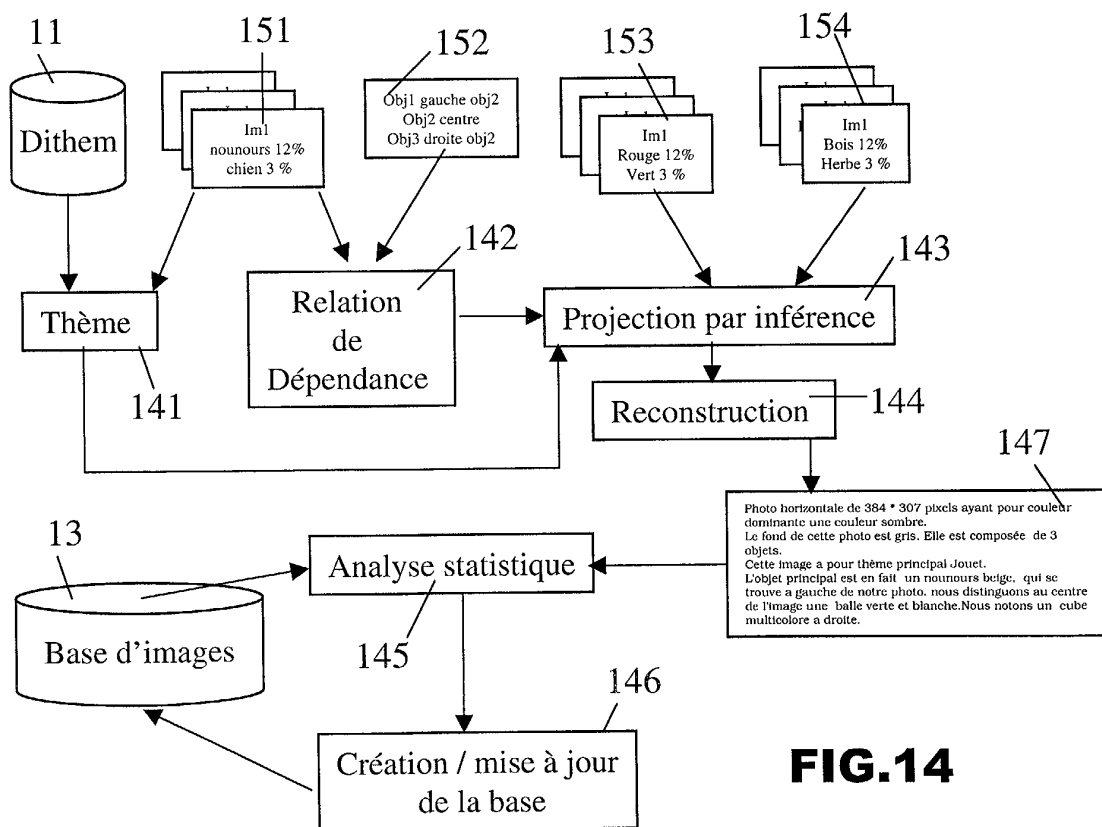 11
151
152
153
154
Dithem
Im1
nounours 12%
chien 3 %
Obj1 gauche obj2
Obj2 centre
Obj3 droite obj2
Im1
Rouge 12%
Vert 3 %
Im1
Bois 12%
Herbe 3 %
142
143
Thème
141
Relation
de
Dépendance
Projection par inférence
Reconstruction
144
147
Photo horizontale de 384 * 307 pixels ayant pour couleur
dominante une couleur sombre.
Le fond de cette photo est gris. Elle est composée de 3
objets.
Cette image a pour thème principal Jouet.
L'objet principal est en fait un nounours beige, qui se
trouve a gauche de notre photo. nous distinguons au centre
de l'image une balle verte et blanche.Nous notons un cube
multicolore a droite.
13
Analyse statistique
145
Base d'images
146
Création / mise à jour
de la base
FIG.14